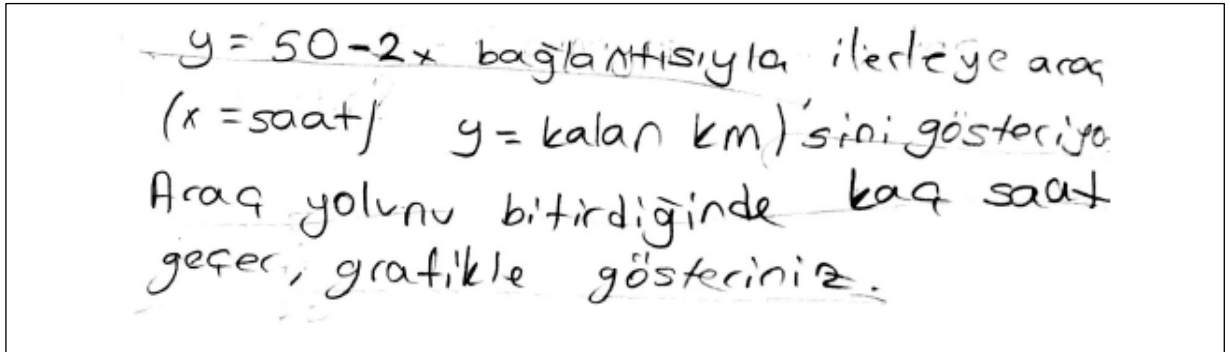 y = 50-2x bağlantısıyla ilerleye araç
(x = saat/ y = kalan km)'sini gösteriyo
Araç yolunu bitirdiğinde kaç saat
geçer, grafikle gösteriniz.